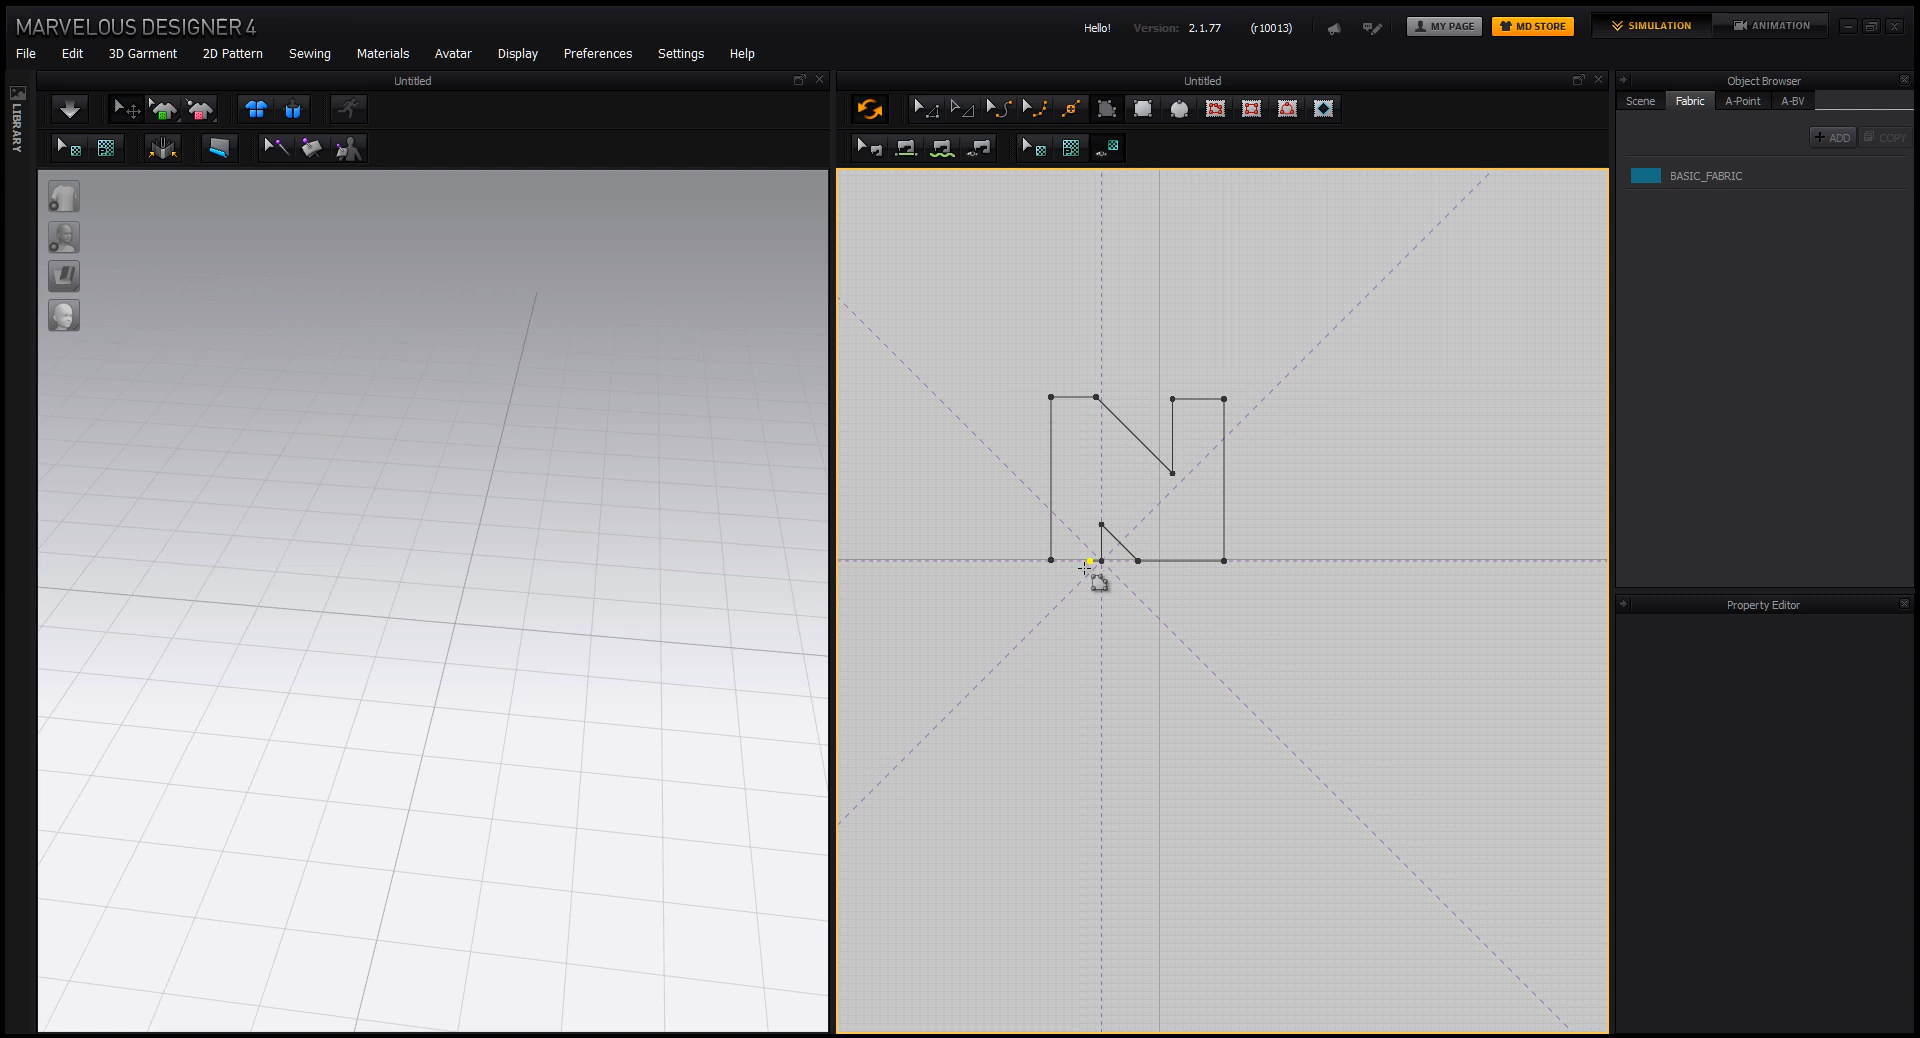 MARVELOUS DESIGNER 4
Hello! Version: 2.1.77 (r10013) MY PAGE MD STORE SIMULATION ANIMATION
File Edit 3D Garment 2D Pattern Sewing Materials Avatar Display Preferences Settings Help
Untitled
Untitled
Object Browser
LIBRARY
Scene Fabric A-Point A-BV
+ ADD COPY
BASIC_FABRIC
Property Editor